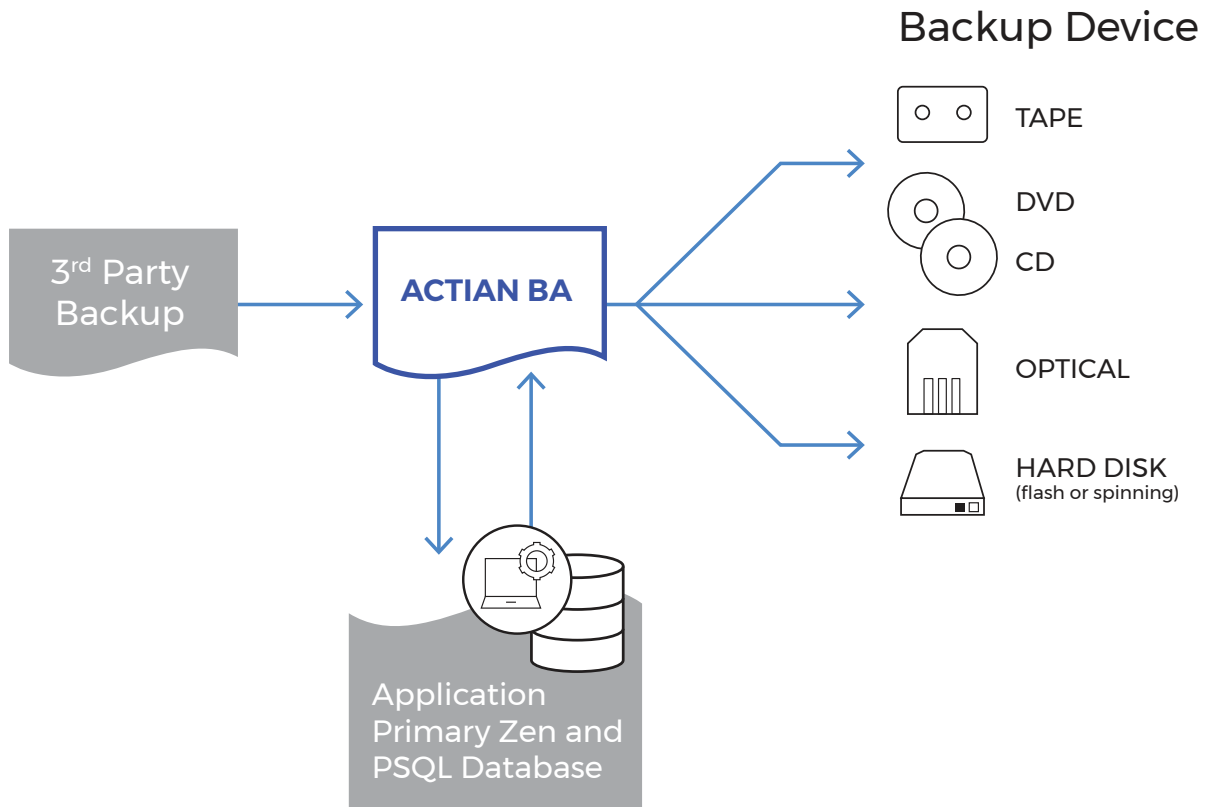 Backup Device
TAPE
DVD
CD
OPTICAL
HARD DISK
(flash or spinning)
3rd Party
Backup
ACTIAN BA
Application
Primary Zen and
PSQL Database